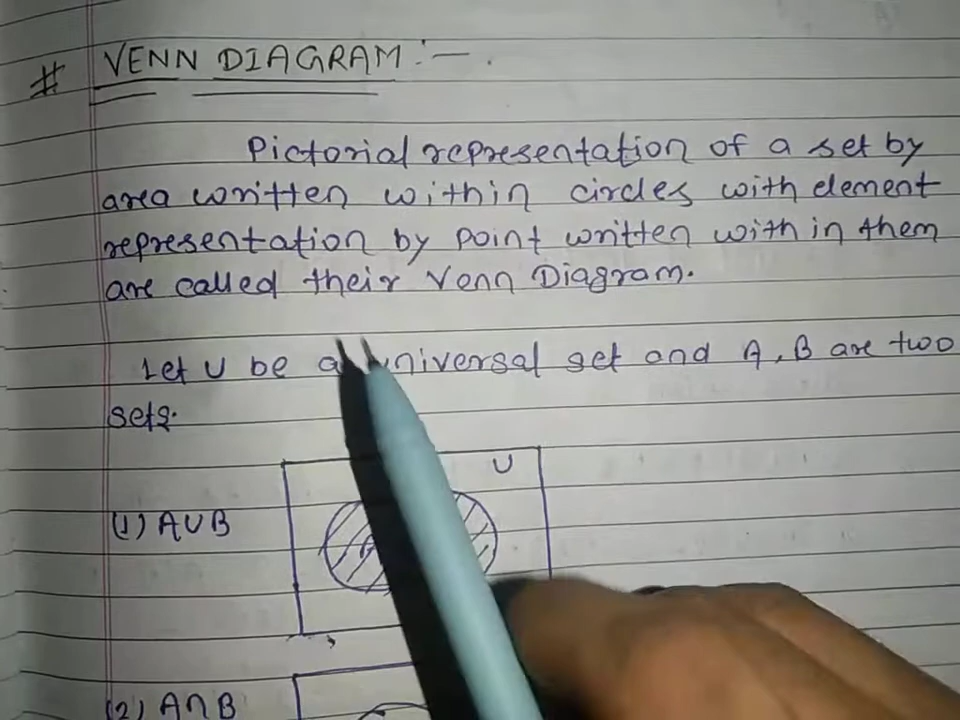 # VENN DIAGRAM :-
Pictorial representation of a set by
area written within circles with element
representation by point written with in them
are called their Venn Diagram.
Let U be a universal set and A, B are two
sets.
U
(1) A∪B
(2) A∩B